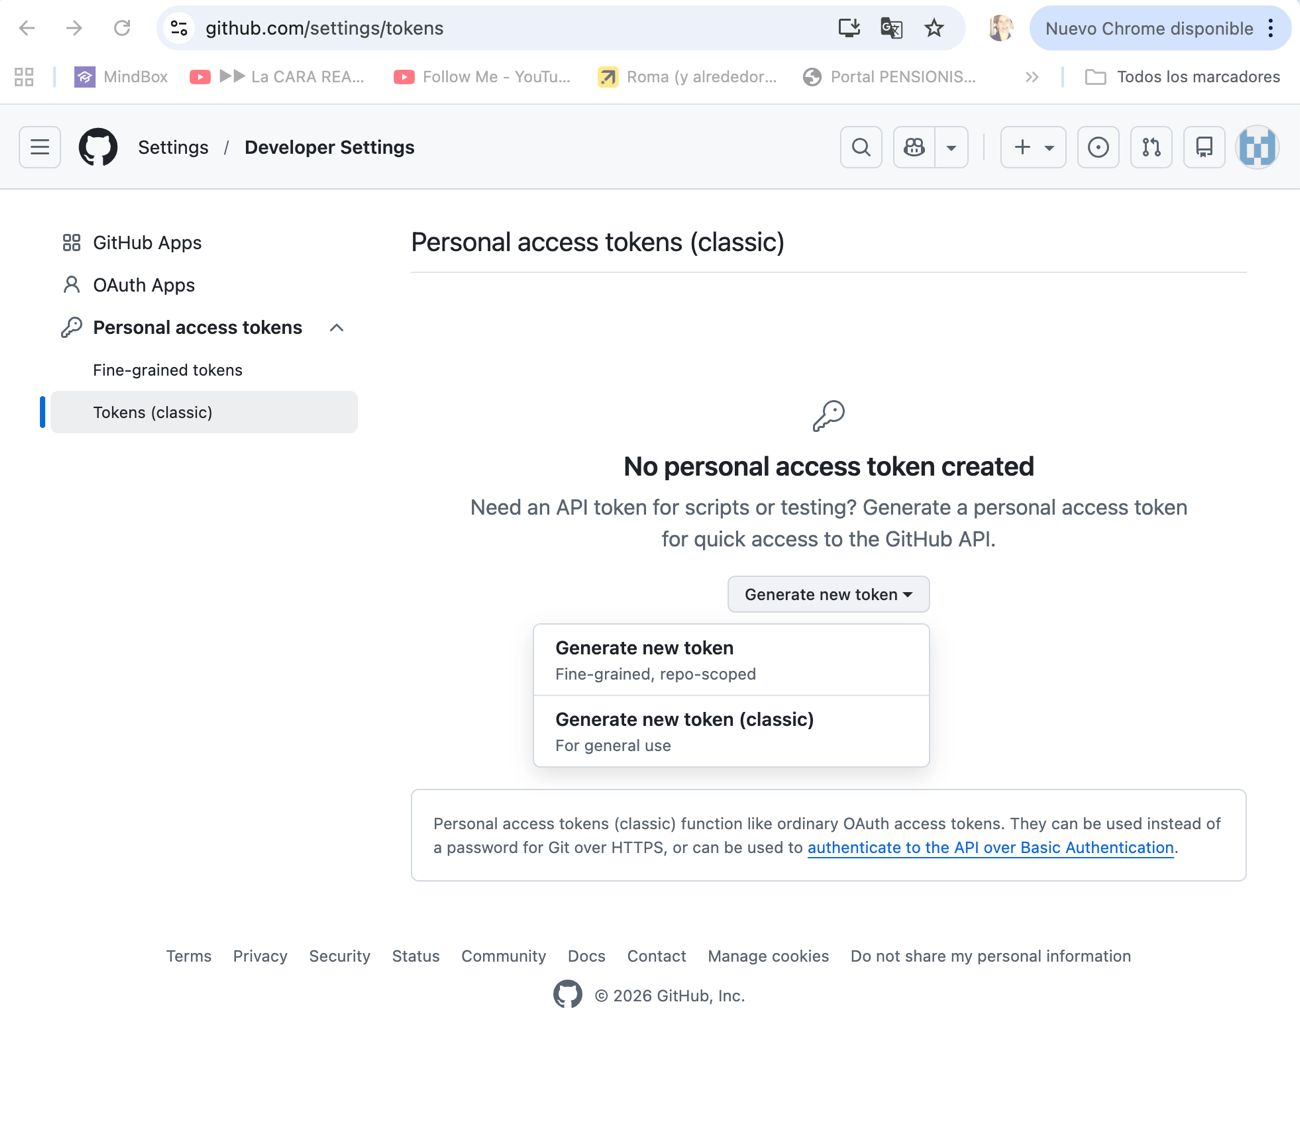 github.com/settings/tokens
Nuevo Chrome disponible
MindBox
▶▶ La CARA REA...
Follow Me - YouTu...
Roma (y alrededor...
Portal PENSIONIS...
»
Todos los marcadores
Settings / Developer Settings
GitHub Apps
OAuth Apps
Personal access tokens
Fine-grained tokens
Tokens (classic)
Personal access tokens (classic)
No personal access token created
Need an API token for scripts or testing? Generate a personal access token
for quick access to the GitHub API.
Generate new token
Generate new token
Fine-grained, repo-scoped
Generate new token (classic)
For general use
Personal access tokens (classic) function like ordinary OAuth access tokens. They can be used instead of
a password for Git over HTTPS, or can be used to authenticate to the API over Basic Authentication.
Terms Privacy Security Status Community Docs Contact Manage cookies Do not share my personal information
© 2026 GitHub, Inc.